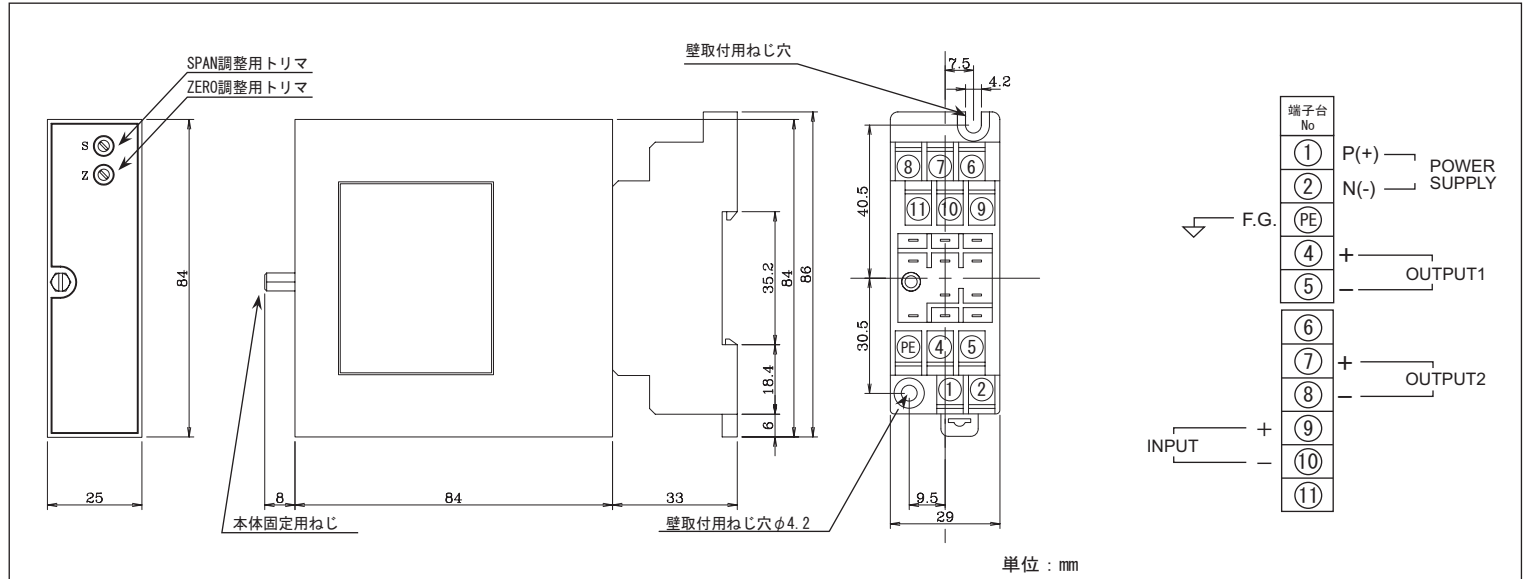 SPAN調整用トリマ
ZERO調整用トリマ
S
Z
84
25
8
84
33
本体固定用ねじ
35.2
84
86
18.4
6
壁取付用ねじ穴
7.5
4.2
40.5
30.5
⑧ ⑦ ⑥
⑪ ⑩ ⑨
PE ④ ⑤
① ②
9.5
29
壁取付用ねじ穴φ4.2
単位：mm
端子台
No
① P(+)
② N(-)
POWER
SUPPLY
F.G. PE
④ +
⑤ −
OUTPUT1
⑥
⑦ +
⑧ −
OUTPUT2
INPUT
+ ⑨
− ⑩
⑪